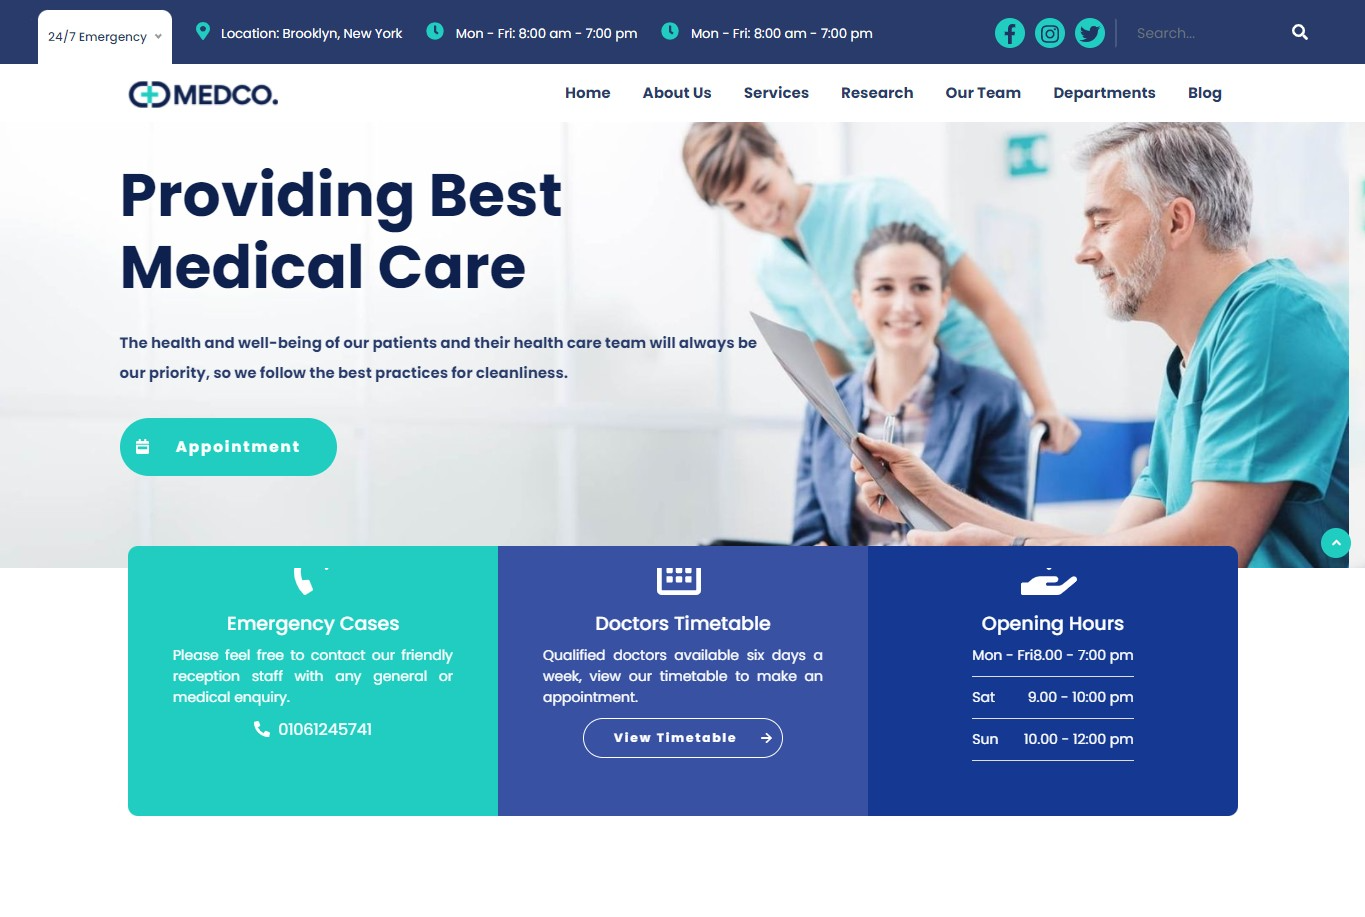 24/7 Emergency
Location: Brooklyn, New York
Mon - Fri: 8:00 am - 7:00 pm
Mon - Fri: 8:00 am - 7:00 pm
Search...
MEDCO.
Home
About Us
Services
Research
Our Team
Departments
Blog
Providing Best
Medical Care
The health and well-being of our patients and their health care team will always be
our priority, so we follow the best practices for cleanliness.
Appointment
Emergency Cases
Please feel free to contact our friendly
reception staff with any general or
medical enquiry.
01061245741
Doctors Timetable
Qualified doctors available six days a
week, view our timetable to make an
appointment.
View Timetable
Opening Hours
Mon - Fri8.00 - 7:00 pm
Sat 9.00 - 10:00 pm
Sun 10.00 - 12:00 pm